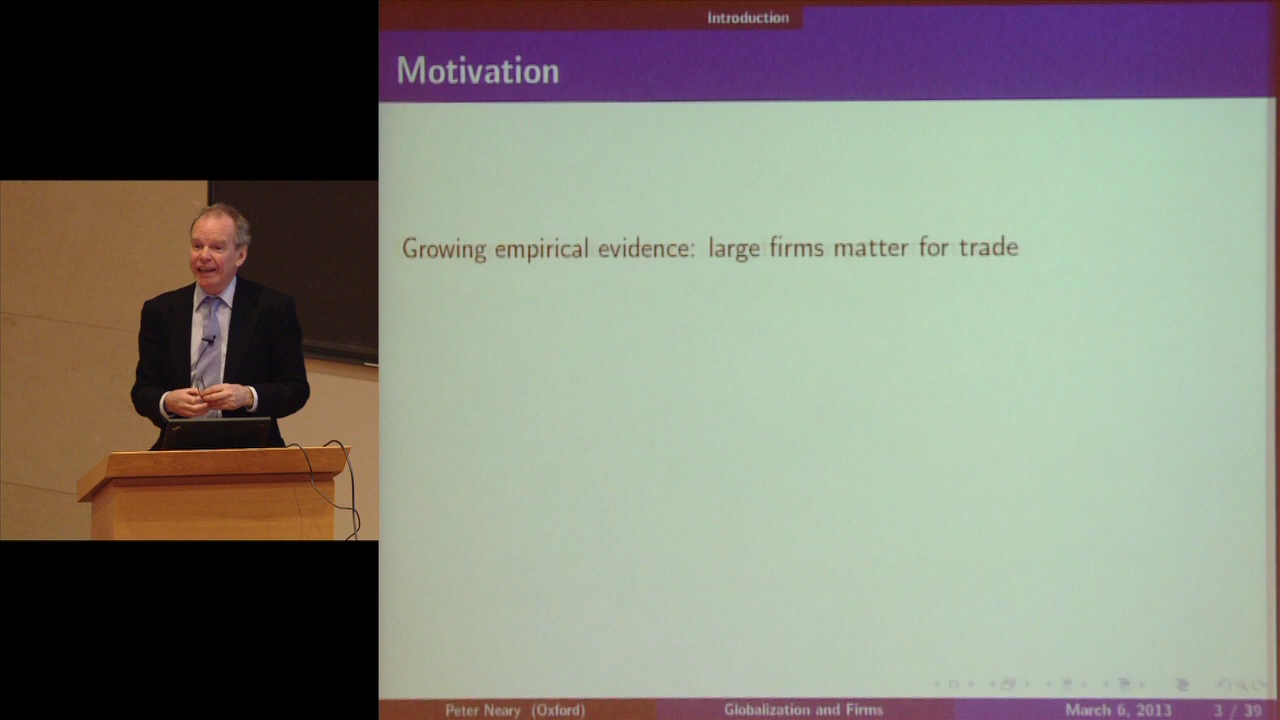 Introduction
Motivation
Growing empirical evidence: large firms matter for trade
Peter Neary (Oxford) Globalization and Firms March 6, 2013 3 / 39